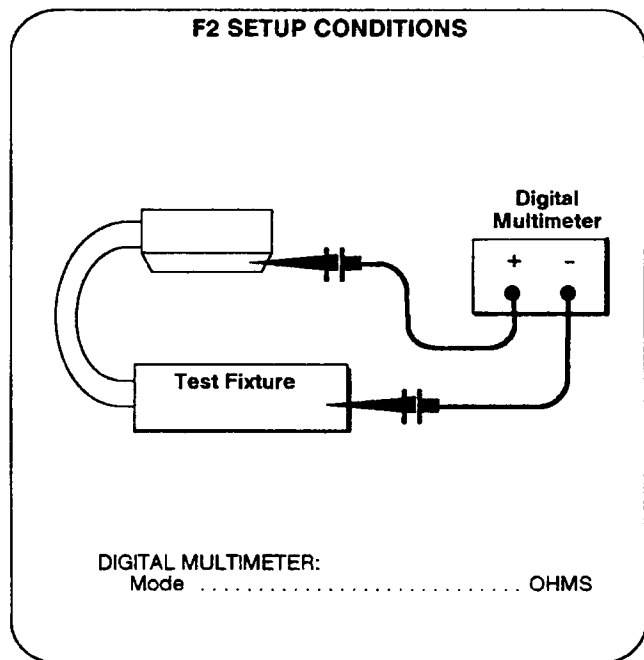 F2 SETUP CONDITIONS
Digital
Multimeter
+ −
Test Fixture
DIGITAL MULTIMETER:
Mode ............................. OHMS